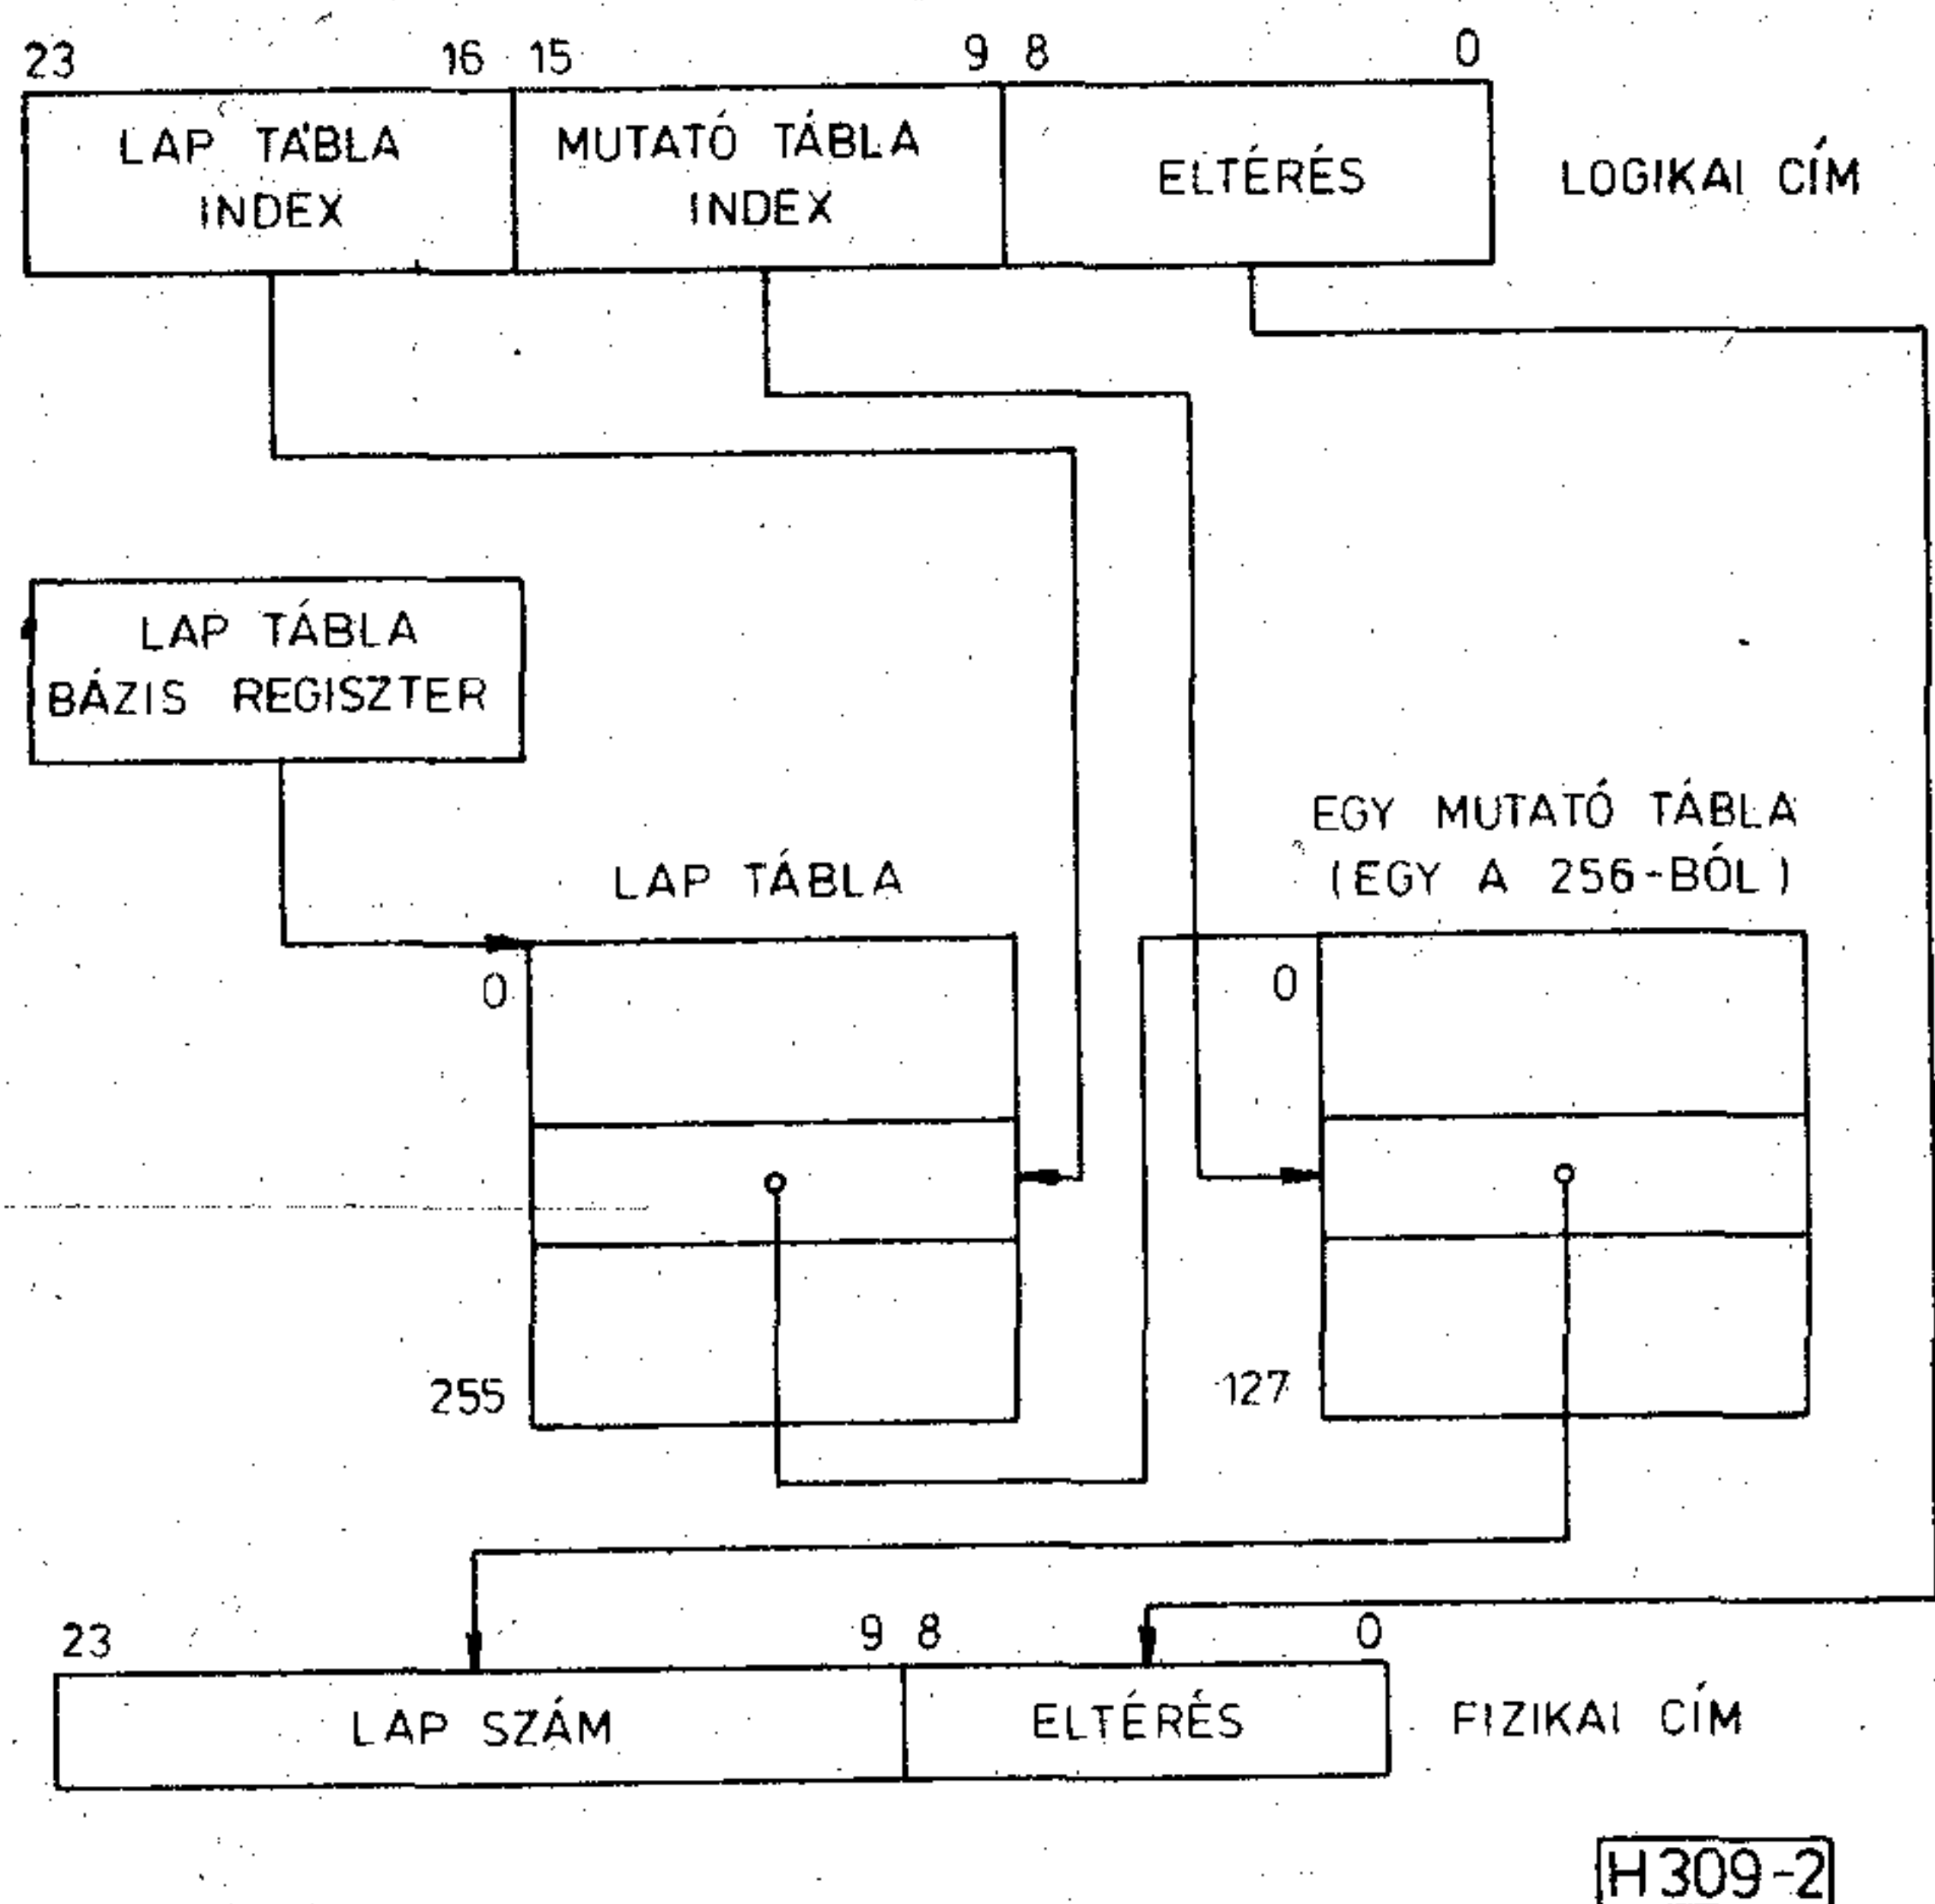 23 16 15 9 8 0
LAP TÁBLA
INDEX
MUTATÓ TÁBLA
INDEX
ELTÉRÉS
LOGIKAI CÍM
LAP TÁBLA
BÁZIS REGISZTER
EGY MUTATÓ TÁBLA
(EGY A 256-BÓL)
LAP TÁBLA
0
0
255
127
23 9 8 0
LAP SZÁM
ELTÉRÉS
FIZIKAI CÍM
H309-2